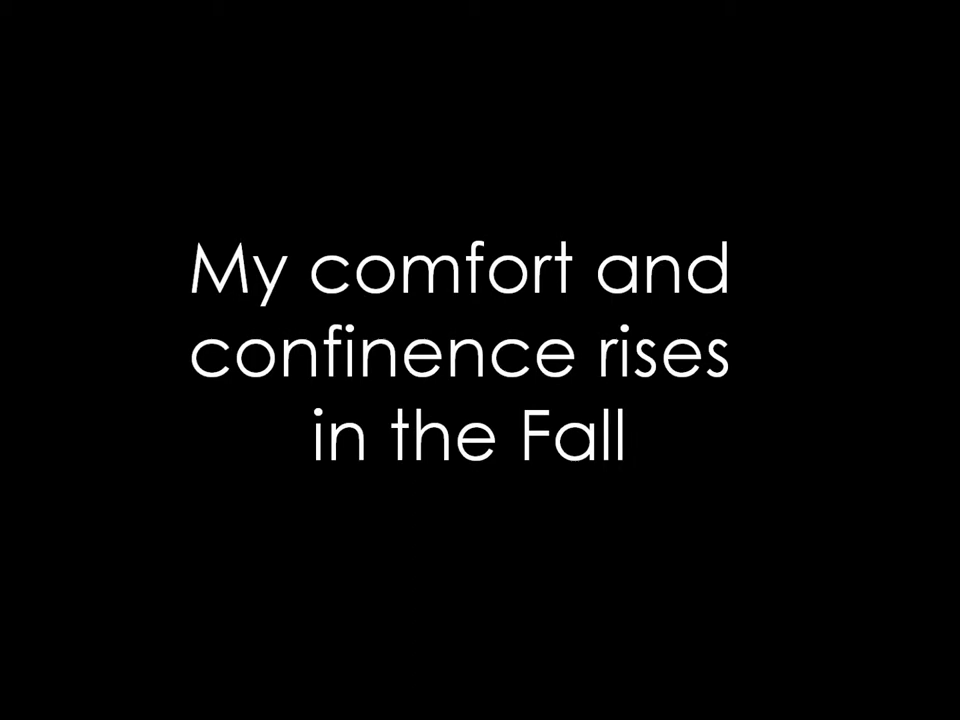 My comfort and
confinence rises
in the Fall